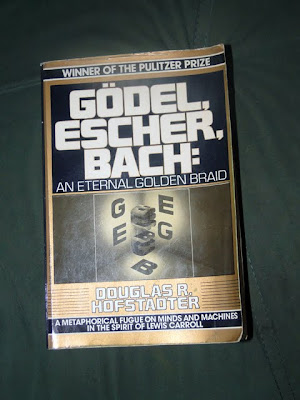 WINNER OF THE PULITZER PRIZE
GÖDEL,
ESCHER,
BACH:
AN ETERNAL GOLDEN BRAID
G E
E G
B
DOUGLAS R.
HOFSTADTER
A METAPHORICAL FUGUE ON MINDS AND MACHINES
IN THE SPIRIT OF LEWIS CARROLL